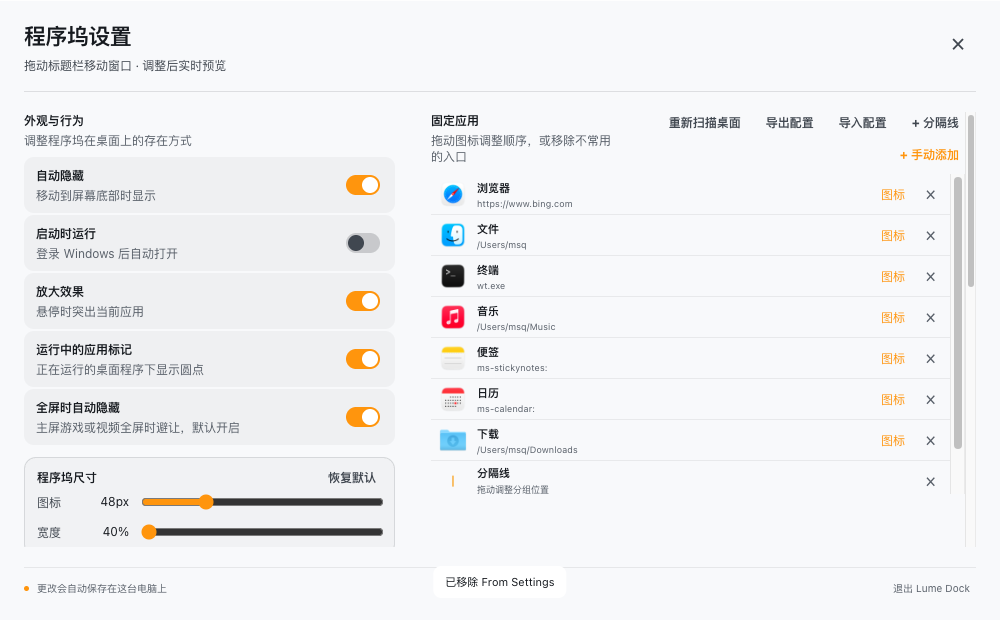 程序坞设置
拖动标题栏移动窗口 · 调整后实时预览
外观与行为
调整程序坞在桌面上的存在方式
自动隐藏
移动到屏幕底部时显示
启动时运行
登录 Windows 后自动打开
放大效果
悬停时突出当前应用
运行中的应用标记
正在运行的桌面程序下显示圆点
全屏时自动隐藏
主屏游戏或视频全屏时避让，默认开启
程序坞尺寸 恢复默认
图标 48px
宽度 40%
固定应用
拖动图标调整顺序，或移除不常用
的入口
重新扫描桌面 导出配置 导入配置 + 分隔线
+ 手动添加
浏览器
https://www.bing.com
图标
文件
/Users/msq
图标
终端
wt.exe
图标
音乐
/Users/msq/Music
图标
便签
ms-stickynotes:
图标
日历
ms-calendar:
图标
下载
/Users/msq/Downloads
图标
分隔线
拖动调整分组位置
更改会自动保存在这台电脑上
已移除 From Settings
退出 Lume Dock